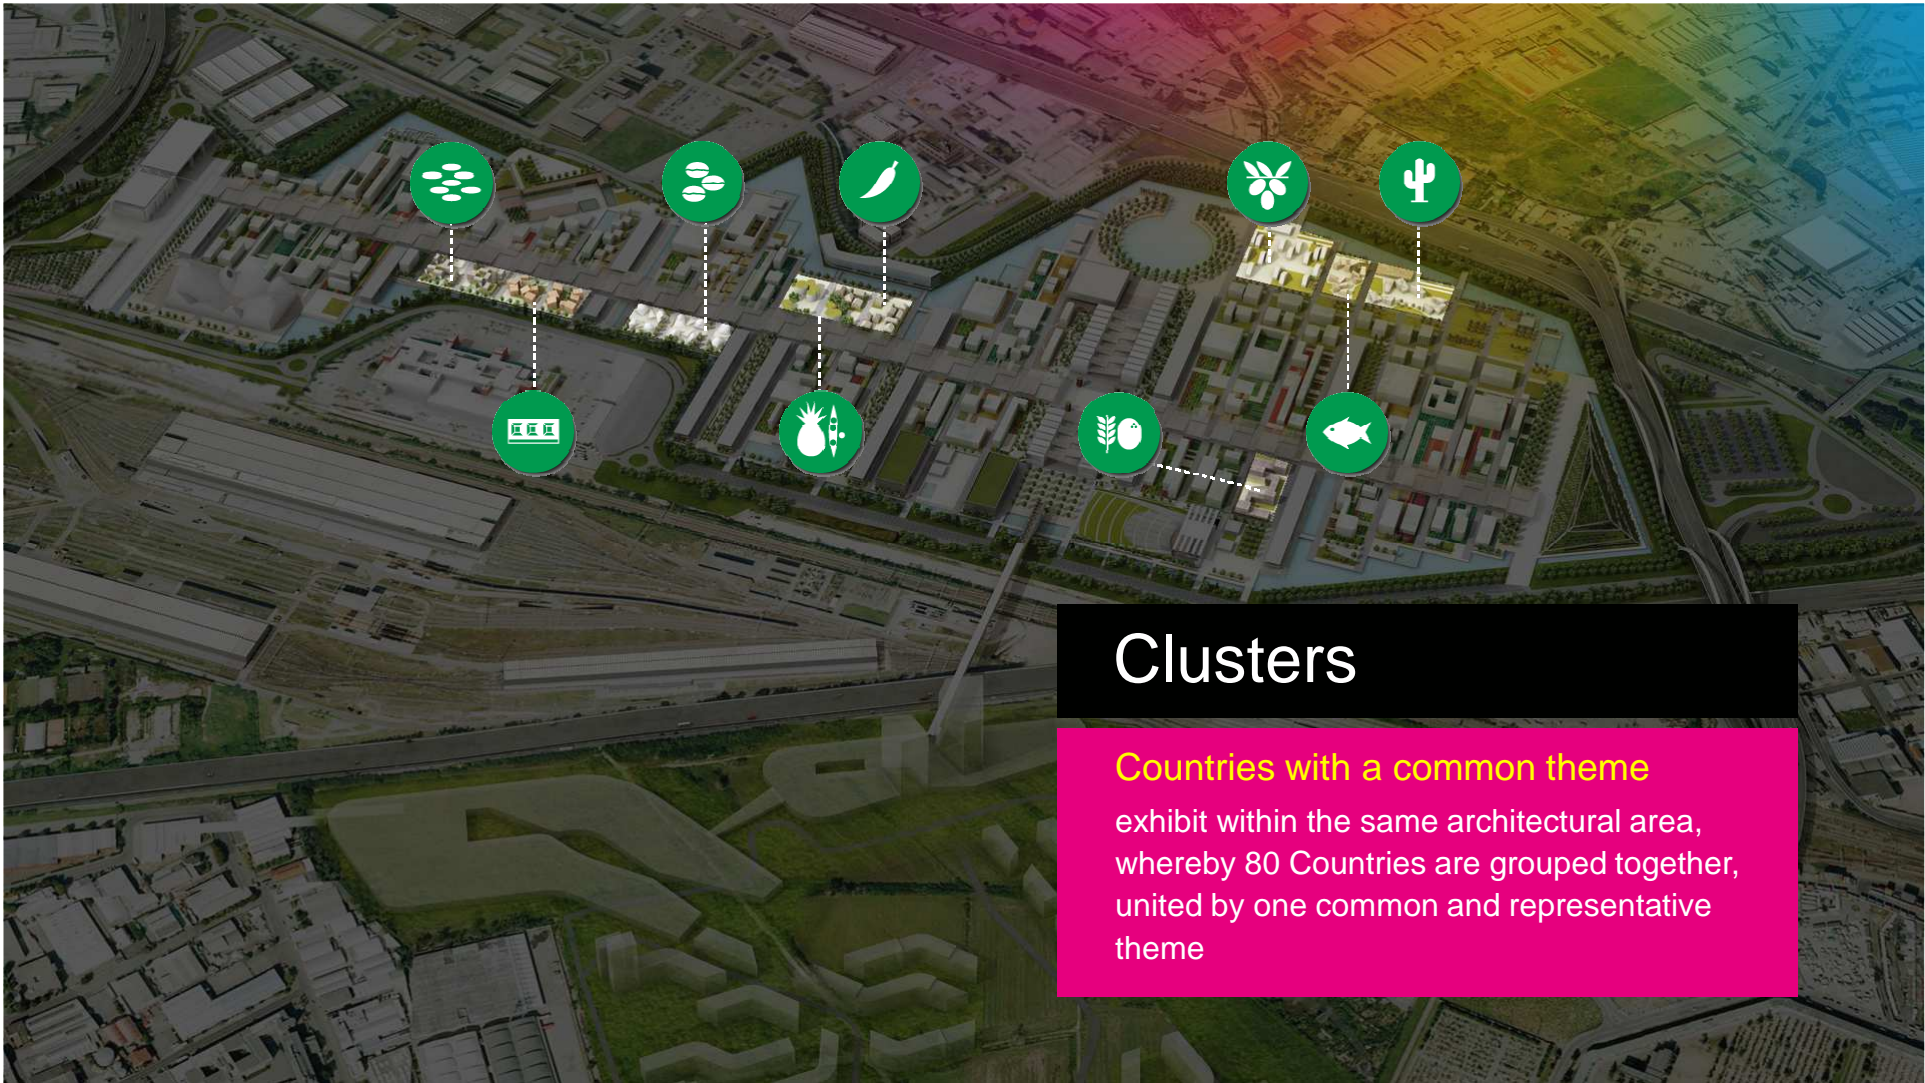 Clusters
Countries with a common theme
exhibit within the same architectural area,
whereby 80 Countries are grouped together,
united by one common and representative
theme